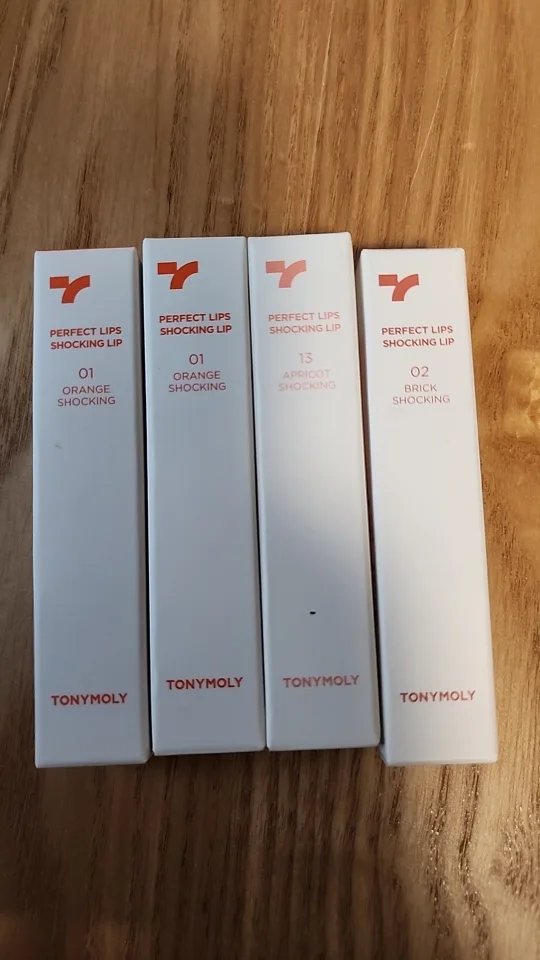 PERFECT LIPS
SHOCKING LIP
01
ORANGE
SHOCKING
TONYMOLY
PERFECT LIPS
SHOCKING LIP
01
ORANGE
SHOCKING
TONYMOLY
PERFECT LIPS
SHOCKING LIP
13
APRICOT
SHOCKING
TONYMOLY
PERFECT LIPS
SHOCKING LIP
02
BRICK
SHOCKING
TONYMOLY